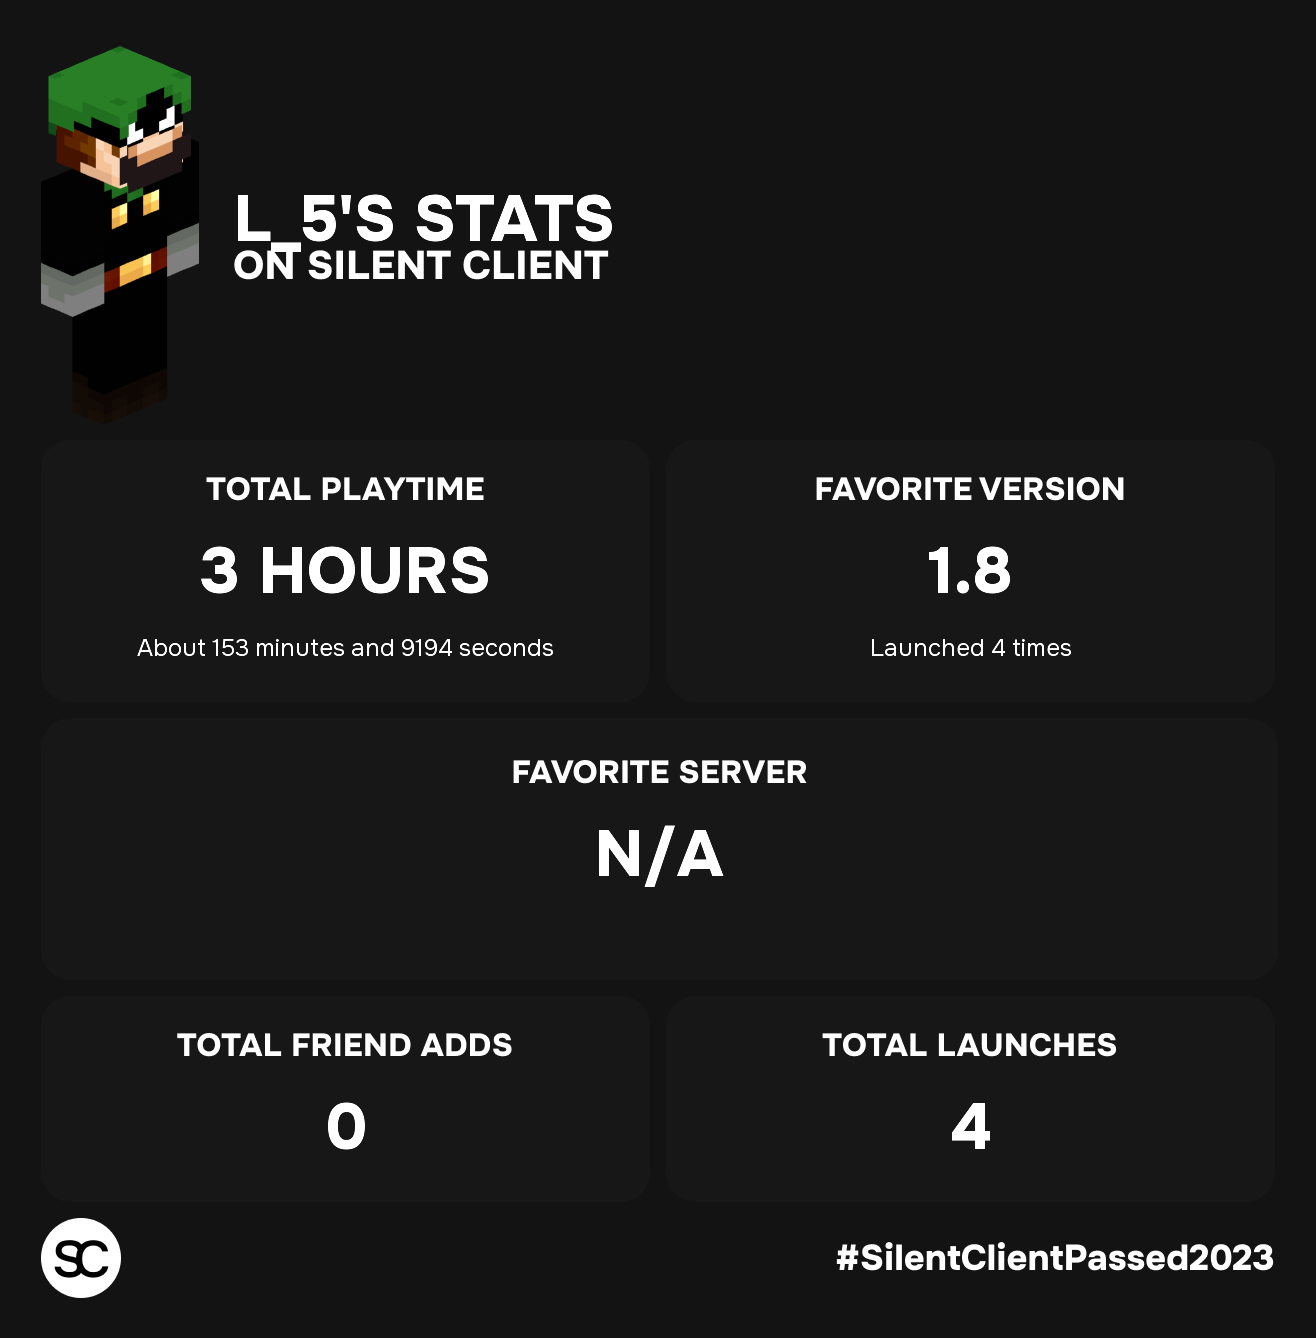 L_5'S STATS
ON SILENT CLIENT
TOTAL PLAYTIME
3 HOURS
About 153 minutes and 9194 seconds
FAVORITE VERSION
1.8
Launched 4 times
FAVORITE SERVER
N/A
TOTAL FRIEND ADDS
0
TOTAL LAUNCHES
4
SC
#SilentClientPassed2023